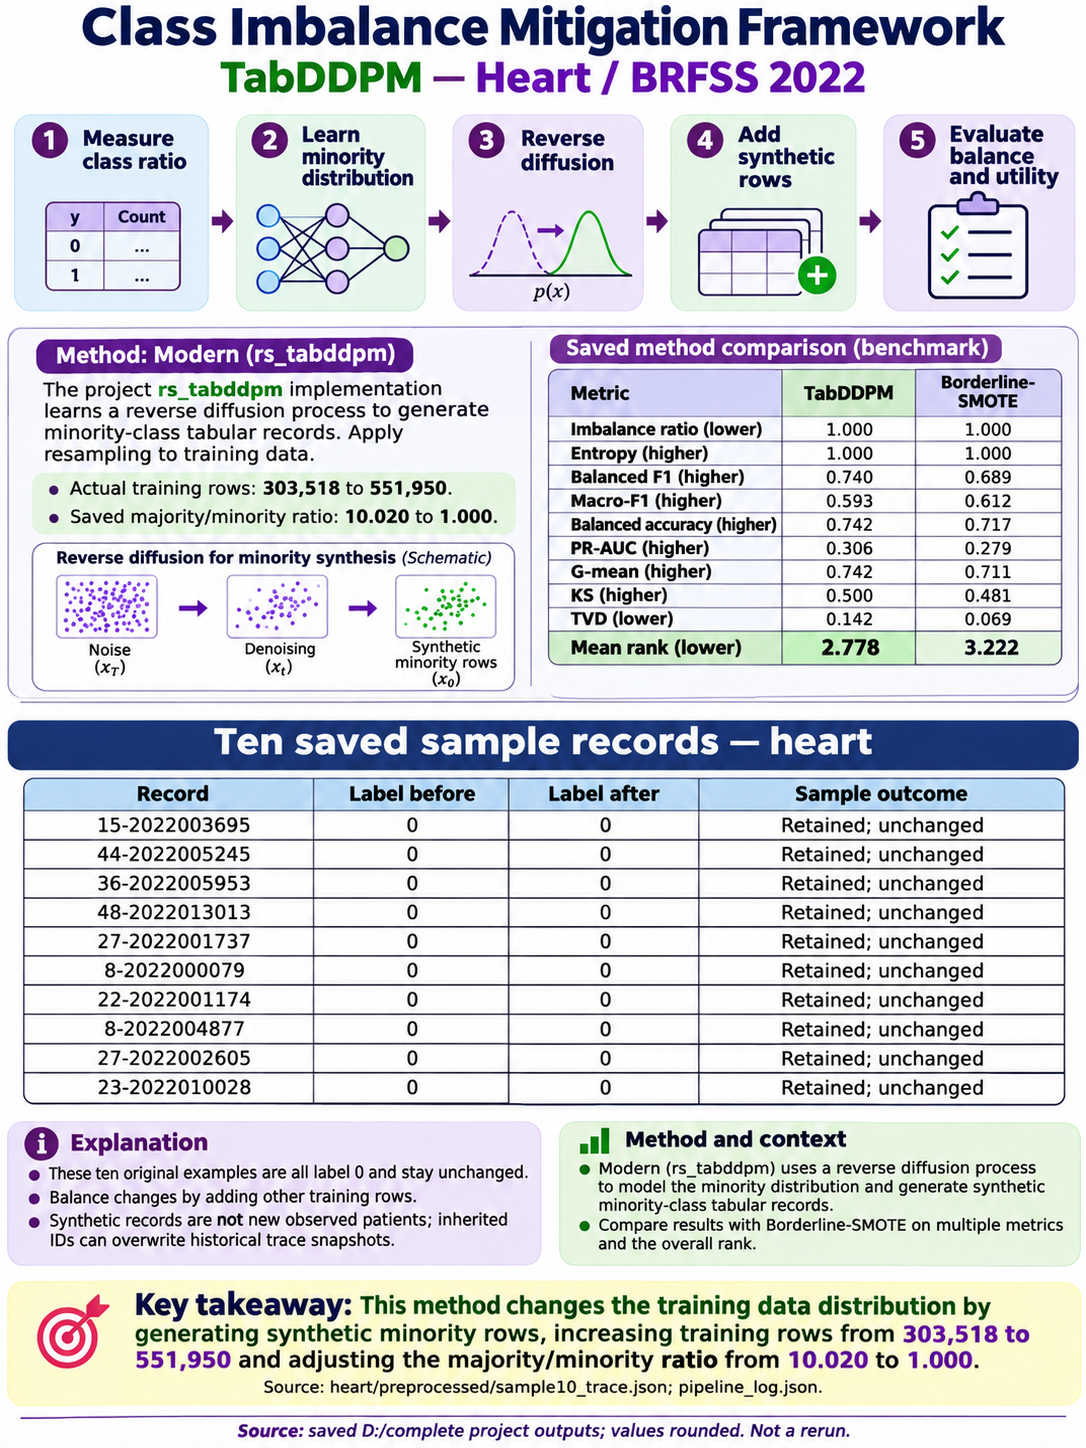 Class Imbalance Mitigation Framework
TabDDPM — Heart / BRFSS 2022
1 Measure
class ratio
y Count
0 ...
1 ...
2 Learn
minority
distribution
3 Reverse
diffusion
p(x)
4 Add
synthetic
rows
5 Evaluate
balance
and utility
Method: Modern (rs_tabddpm)
The project rs_tabddpm implementation
learns a reverse diffusion process to generate
minority-class tabular records. Apply
resampling to training data.
• Actual training rows: 303,518 to 551,950.
• Saved majority/minority ratio: 10.020 to 1.000.
Reverse diffusion for minority synthesis (Schematic)
Noise
(x_T)
Denoising
(x_t)
Synthetic
minority rows
(x_0)
Saved method comparison (benchmark)
Metric TabDDPM Borderline-
SMOTE
Imbalance ratio (lower) 1.000 1.000
Entropy (higher) 1.000 1.000
Balanced F1 (higher) 0.740 0.689
Macro-F1 (higher) 0.593 0.612
Balanced accuracy (higher) 0.742 0.717
PR-AUC (higher) 0.306 0.279
G-mean (higher) 0.742 0.711
KS (higher) 0.500 0.481
TVD (lower) 0.142 0.069
Mean rank (lower) 2.778 3.222
Ten saved sample records — heart
Record Label before Label after Sample outcome
15-2022003695 0 0 Retained; unchanged
44-2022005245 0 0 Retained; unchanged
36-2022005953 0 0 Retained; unchanged
48-2022013013 0 0 Retained; unchanged
27-2022001737 0 0 Retained; unchanged
8-2022000079 0 0 Retained; unchanged
22-2022001174 0 0 Retained; unchanged
8-2022004877 0 0 Retained; unchanged
27-2022002605 0 0 Retained; unchanged
23-2022010028 0 0 Retained; unchanged
i Explanation
• These ten original examples are all label 0 and stay unchanged.
• Balance changes by adding other training rows.
• Synthetic records are not new observed patients; inherited
IDs can overwrite historical trace snapshots.
Method and context
• Modern (rs_tabddpm) uses a reverse diffusion process
to model the minority distribution and generate synthetic
minority-class tabular records.
• Compare results with Borderline-SMOTE on multiple metrics
and the overall rank.
Key takeaway: This method changes the training data distribution by
generating synthetic minority rows, increasing training rows from 303,518 to
551,950 and adjusting the majority/minority ratio from 10.020 to 1.000.
Source: heart/preprocessed/sample10_trace.json; pipeline_log.json.
Source: saved D:/complete project outputs; values rounded. Not a rerun.